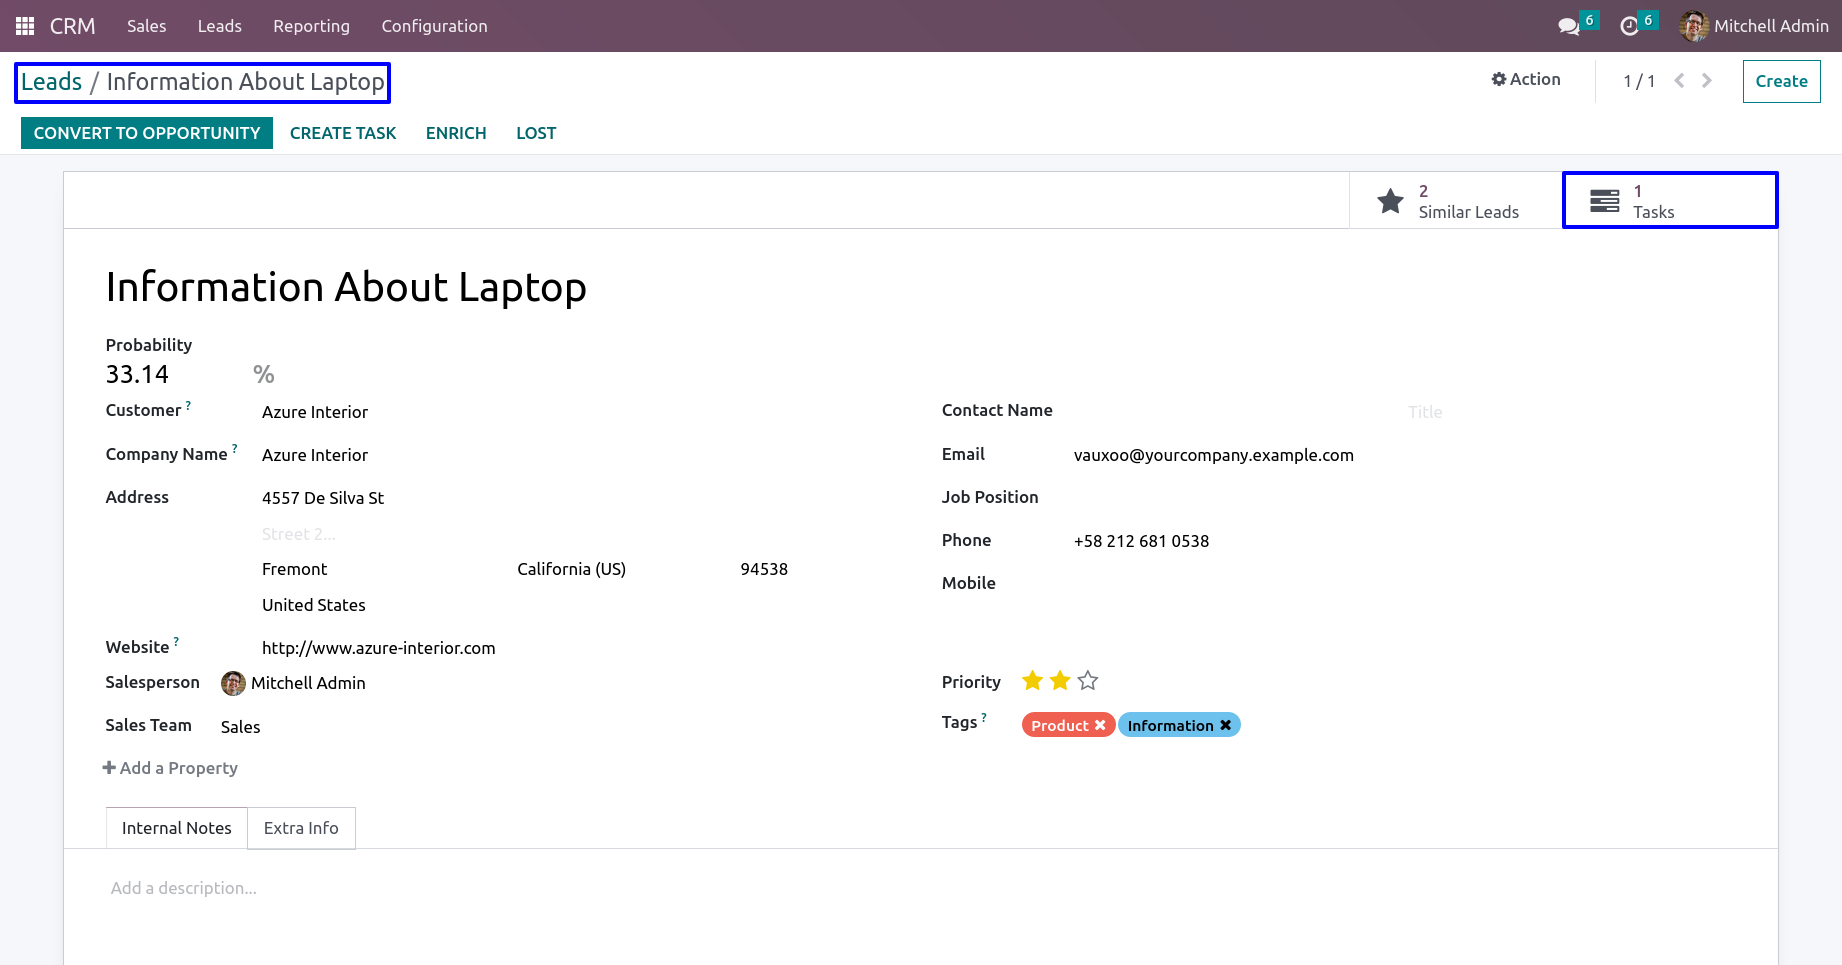 CRM Sales Leads Reporting Configuration 6 6 Mitchell Admin
Leads / Information About Laptop Action 1 / 1 Create
CONVERT TO OPPORTUNITY CREATE TASK ENRICH LOST
2 Similar Leads
1 Tasks
Information About Laptop
Probability
33.14 %
Customer ? Azure Interior Contact Name Title
Company Name ? Azure Interior Email vauxoo@yourcompany.example.com
Address 4557 De Silva St Job Position
Street 2...
Phone +58 212 681 0538
Fremont California (US) 94538
Mobile
United States
Website ? http://www.azure-interior.com
Salesperson Mitchell Admin Priority
Sales Team Sales Tags ? Product Information
Add a Property
Internal Notes Extra Info
Add a description...